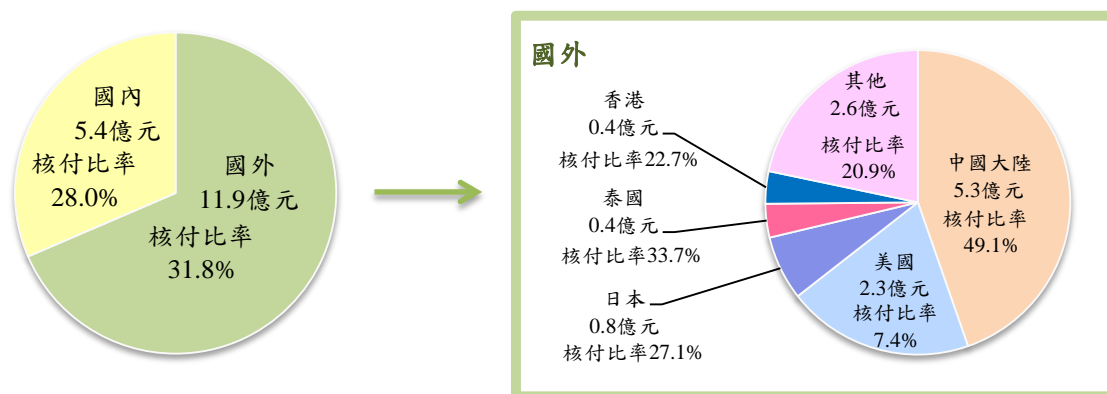 國內
5.4億元
核付比率
28.0%
國外
11.9億元
核付比率
31.8%
國外
其他
2.6億元
核付比率
20.9%
香港
0.4億元
核付比率22.7%
泰國
0.4億元
核付比率33.7%
日本
0.8億元
核付比率27.1%
美國
2.3億元
核付比率
7.4%
中國大陸
5.3億元
核付比率
49.1%